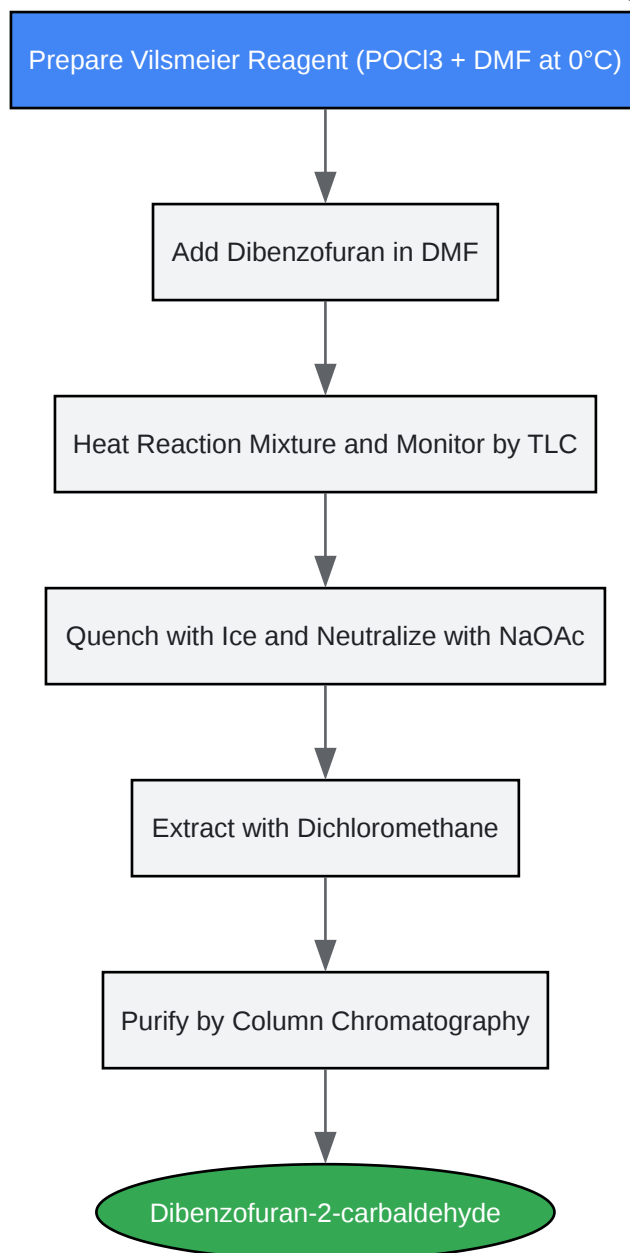 Prepare Vilsmeier Reagent (POCl3 + DMF at 0°C)
Add Dibenzofuran in DMF
Heat Reaction Mixture and Monitor by TLC
Quench with Ice and Neutralize with NaOAc
Extract with Dichloromethane
Purify by Column Chromatography
Dibenzofuran-2-carbaldehyde